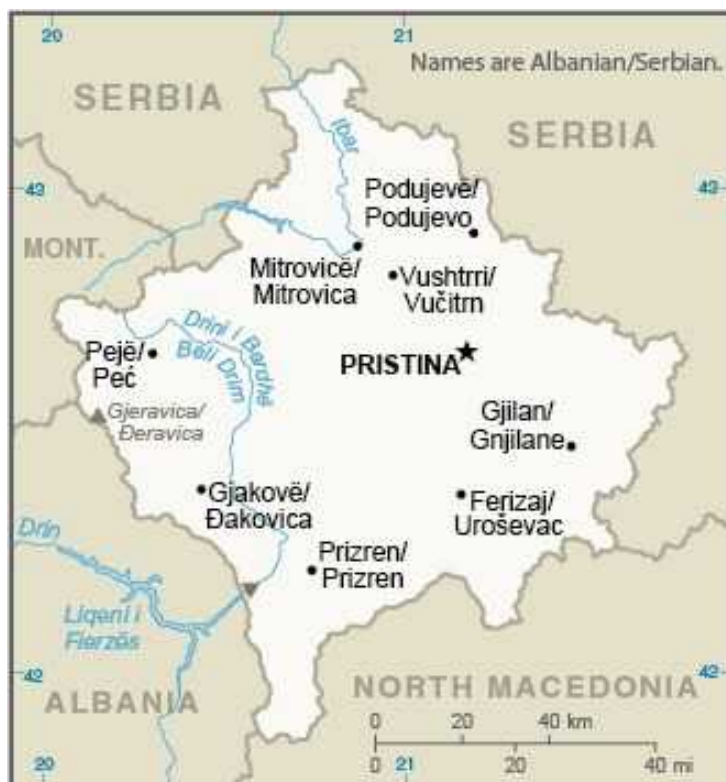 20
21
Names are Albanian/Serbian.
SERBIA
SERBIA
Ibar
43
43
Podujevë/
Podujevo
MONT.
Mitrovicë/
Mitrovica
Vushtrri/
Vučitrn
Drini i Bardhë
Beli Drim
Pejë/
Peć
PRISTINA
Gjeravica/
Đeravica
Gjilan/
Gnjilane
Gjakovë/
Đakovica
Ferizaj/
Uroševac
Drin
Prizren/
Prizren
Liqeni i
Fierzës
42
42
ALBANIA
NORTH MACEDONIA
0 20 40 km
0 20 40 mi
20
21